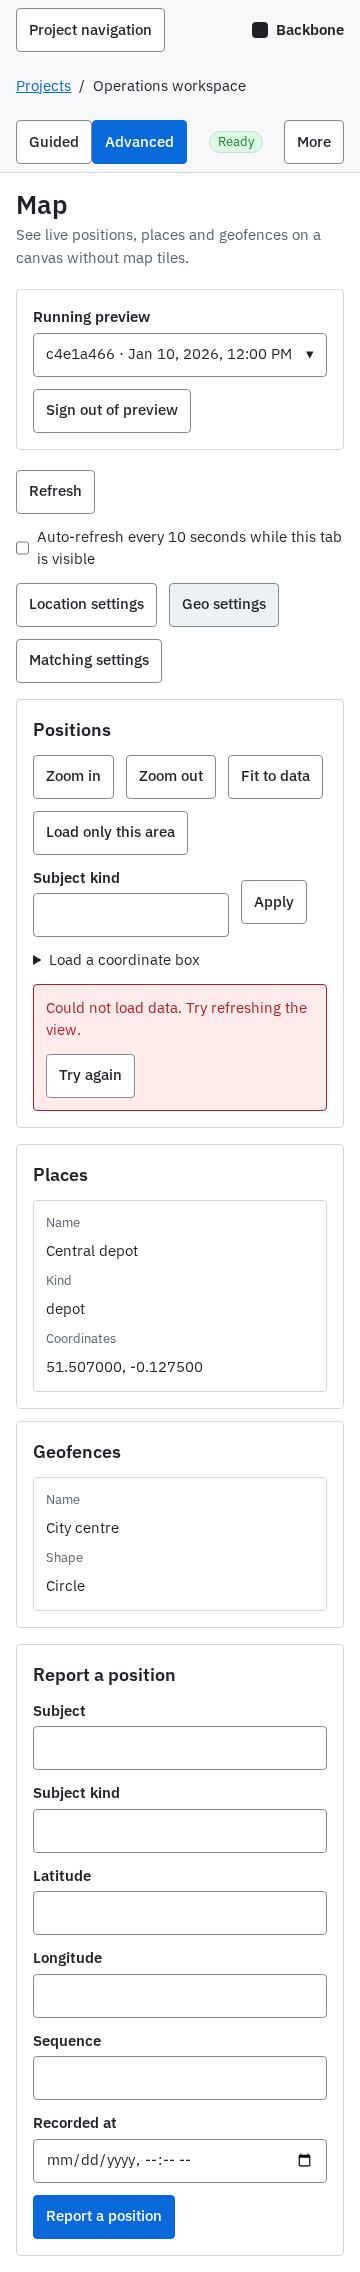 Project navigation
Backbone
Projects / Operations workspace
Guided
Advanced
Ready
More
Map
See live positions, places and geofences on a
canvas without map tiles.
Running preview
c4e1a466 · Jan 10, 2026, 12:00 PM ▾
Sign out of preview
Refresh
Auto-refresh every 10 seconds while this tab
is visible
Location settings
Geo settings
Matching settings
Positions
Zoom in
Zoom out
Fit to data
Load only this area
Subject kind
Apply
Load a coordinate box
Could not load data. Try refreshing the
view.
Try again
Places
Name
Central depot
Kind
depot
Coordinates
51.507000, -0.127500
Geofences
Name
City centre
Shape
Circle
Report a position
Subject
Subject kind
Latitude
Longitude
Sequence
Recorded at
mm/dd/yyyy, --:-- --
Report a position